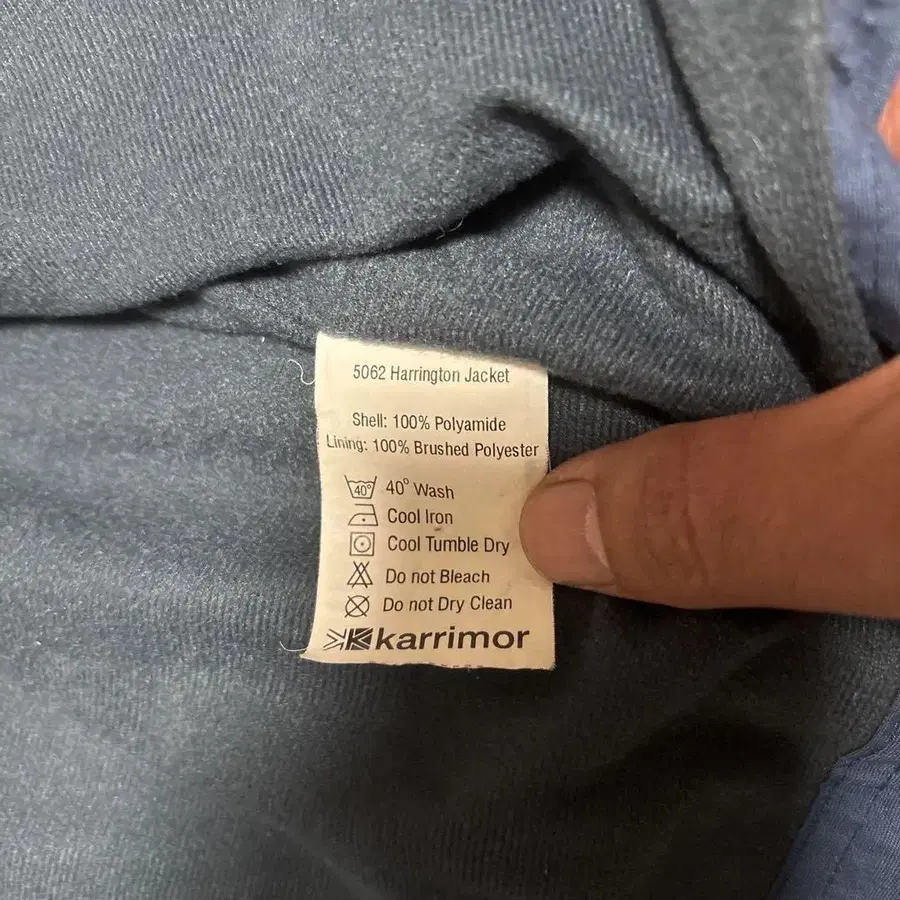 5062 Harrington Jacket
Shell: 100% Polyamide
Lining: 100% Brushed Polyester
40° 40° Wash
Cool Iron
Cool Tumble Dry
Do not Bleach
Do not Dry Clean
karrimor